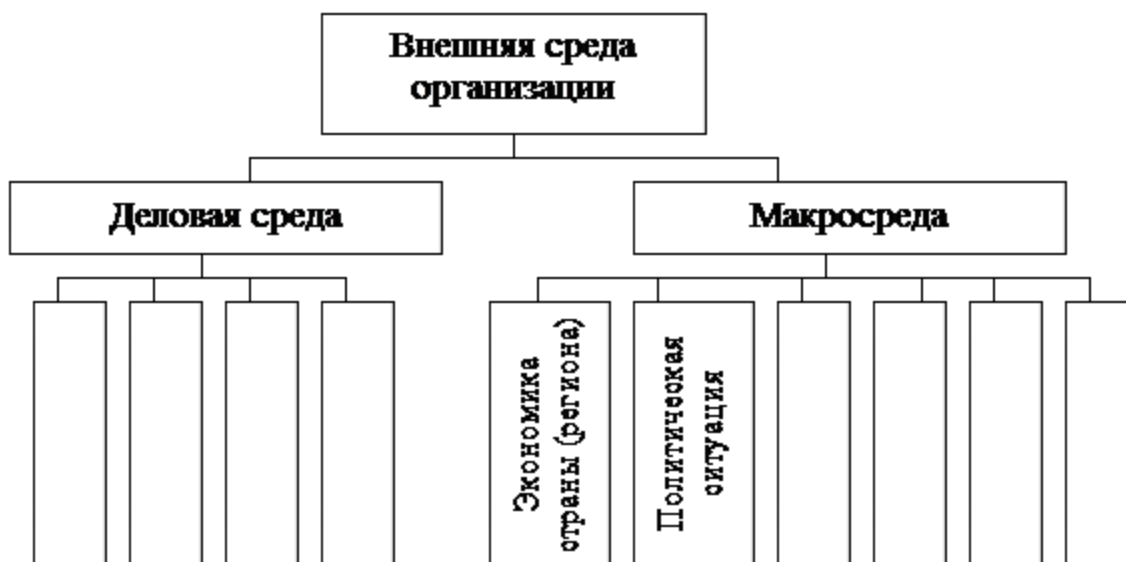 Внешняя среда
организации
Деловая среда
Макросреда
Экономика
страны (региона)
Политическая
ситуация